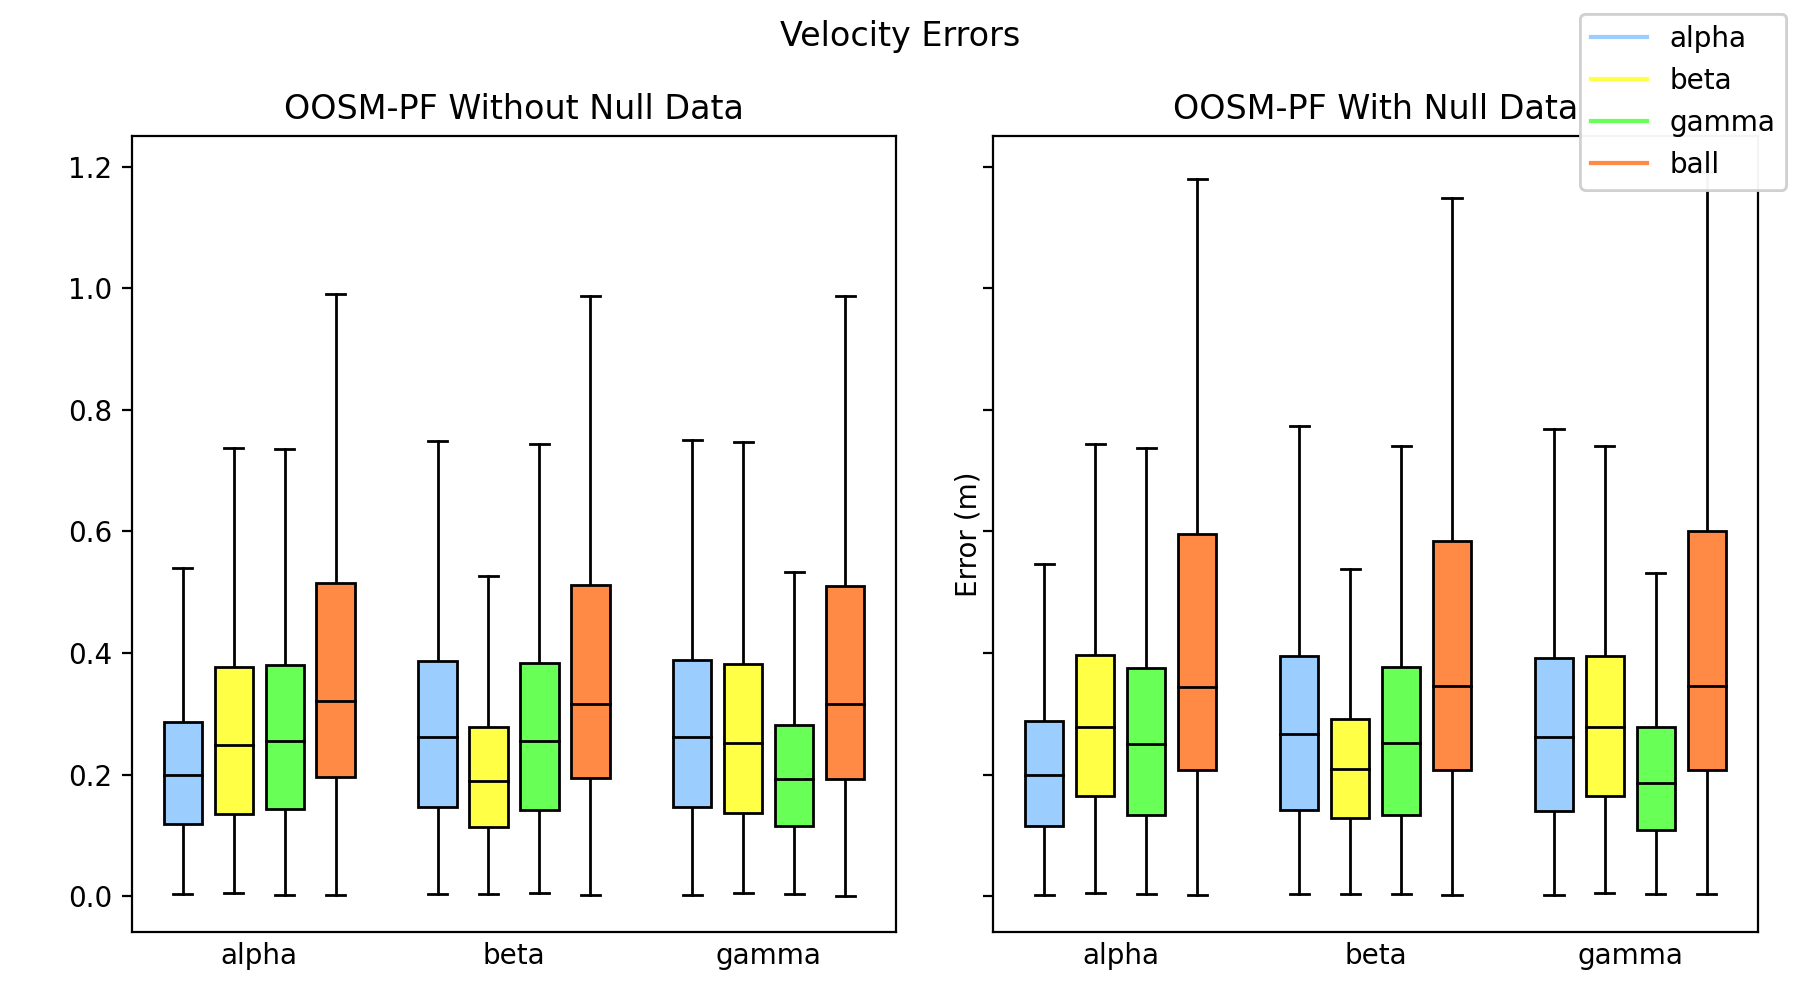 Velocity Errors
alpha
beta
gamma
ball
OOSM-PF Without Null Data
OOSM-PF With Null Data
1.2
1.0
0.8
0.6
0.4
0.2
0.0
Error (m)
alpha
beta
gamma
alpha
beta
gamma